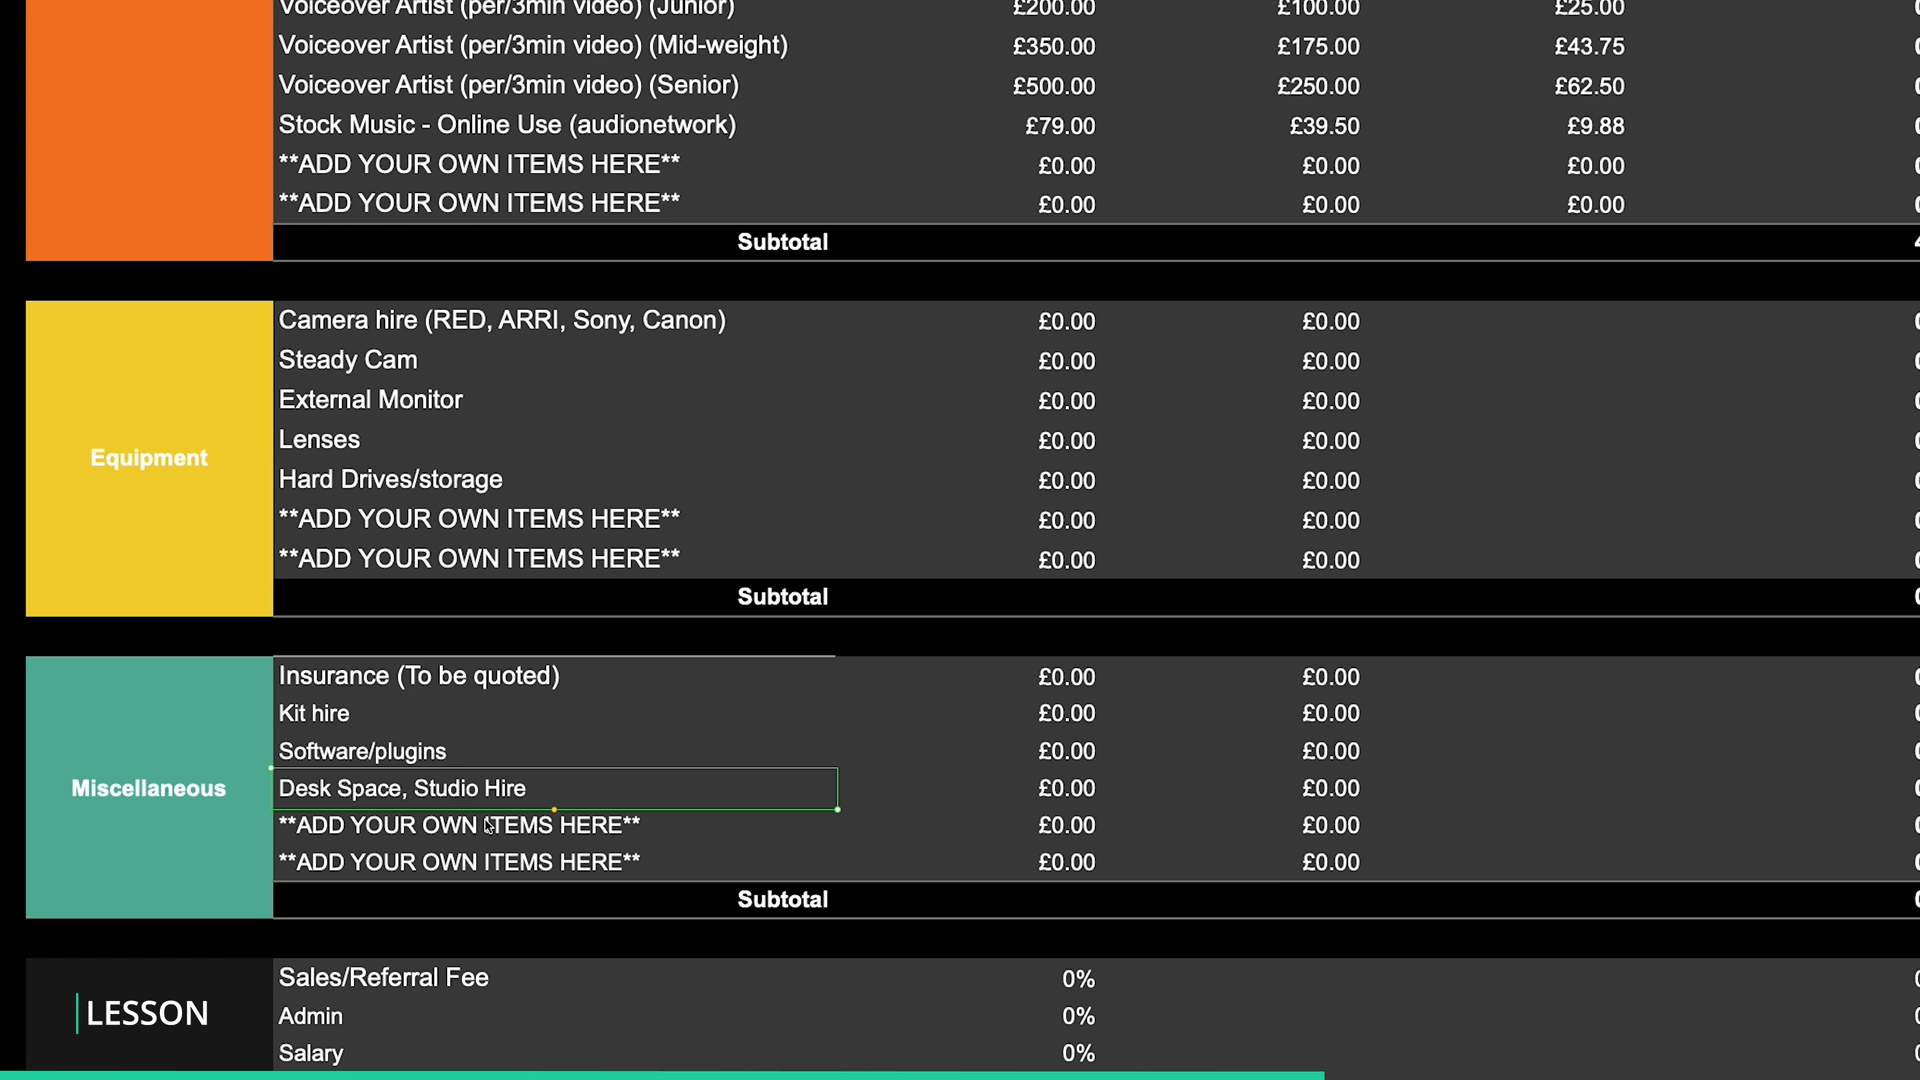 Voiceover Artist (per/3min video) (Junior) £200.00 £100.00 £25.00
Voiceover Artist (per/3min video) (Mid-weight) £350.00 £175.00 £43.75
Voiceover Artist (per/3min video) (Senior) £500.00 £250.00 £62.50
Stock Music - Online Use (audionetwork) £79.00 £39.50 £9.88
**ADD YOUR OWN ITEMS HERE** £0.00 £0.00 £0.00
**ADD YOUR OWN ITEMS HERE** £0.00 £0.00 £0.00
Subtotal
Equipment
Camera hire (RED, ARRI, Sony, Canon) £0.00 £0.00
Steady Cam £0.00 £0.00
External Monitor £0.00 £0.00
Lenses £0.00 £0.00
Hard Drives/storage £0.00 £0.00
**ADD YOUR OWN ITEMS HERE** £0.00 £0.00
**ADD YOUR OWN ITEMS HERE** £0.00 £0.00
Subtotal
Miscellaneous
Insurance (To be quoted) £0.00 £0.00
Kit hire £0.00 £0.00
Software/plugins £0.00 £0.00
Desk Space, Studio Hire £0.00 £0.00
**ADD YOUR OWN ITEMS HERE** £0.00 £0.00
**ADD YOUR OWN ITEMS HERE** £0.00 £0.00
Subtotal
LESSON
Sales/Referral Fee 0%
Admin 0%
Salary 0%